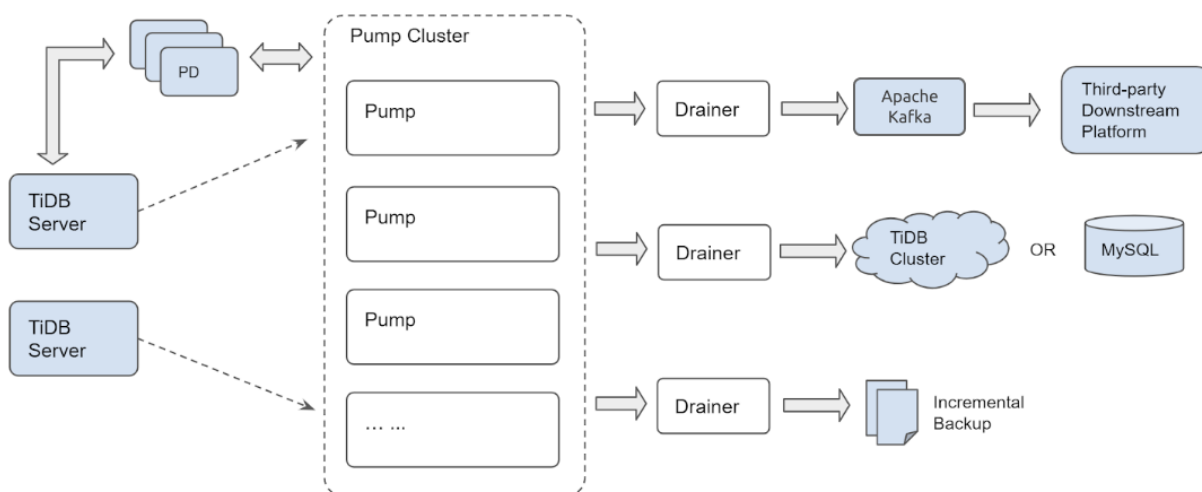 Pump Cluster
PD
Pump
Drainer
Apache
Kafka
Third-party
Downstream
Platform
TiDB
Server
Pump
Drainer
TiDB
Cluster
OR
MySQL
TiDB
Server
Pump
Drainer
Incremental
Backup
... ...